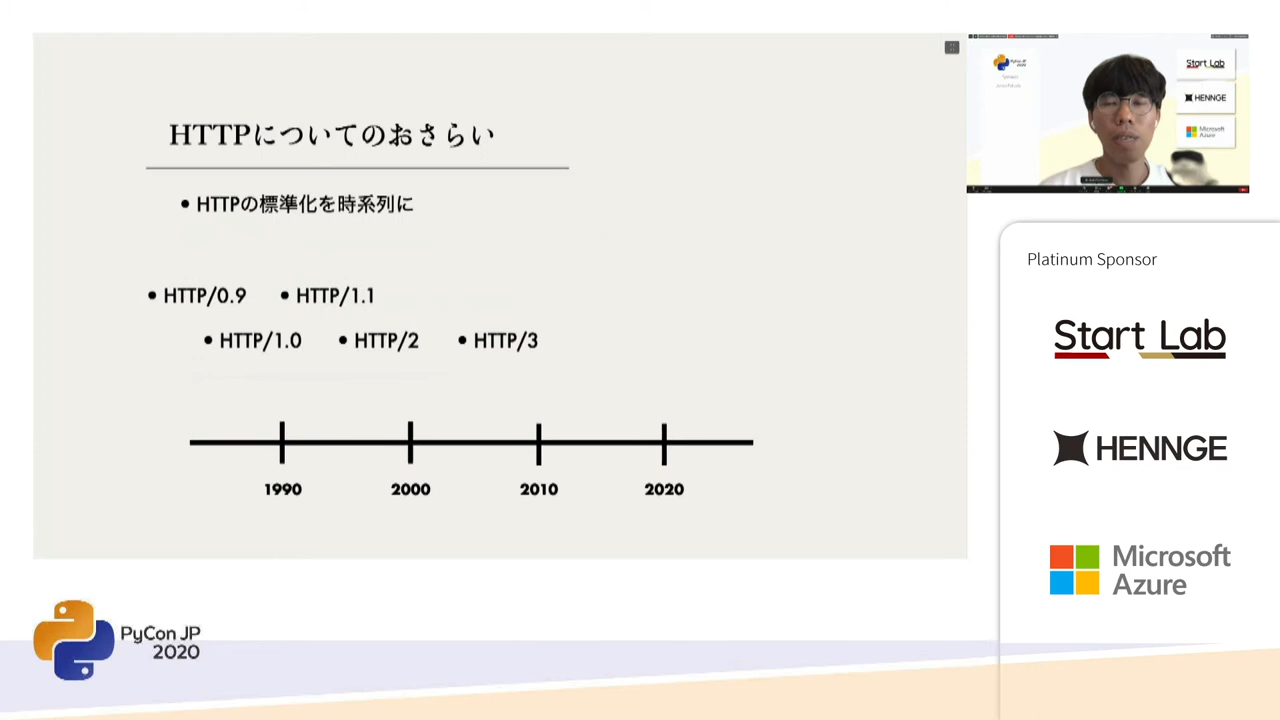 HTTPについてのおさらい
• HTTPの標準化を時系列に
• HTTP/0.9 • HTTP/1.1
• HTTP/1.0 • HTTP/2 • HTTP/3
1990 2000 2010 2020
PyCon JP
2020
Start Lab
HENNGE
Microsoft
Azure
Platinum Sponsor
Start Lab
HENNGE
Microsoft
Azure
PyCon JP
2020